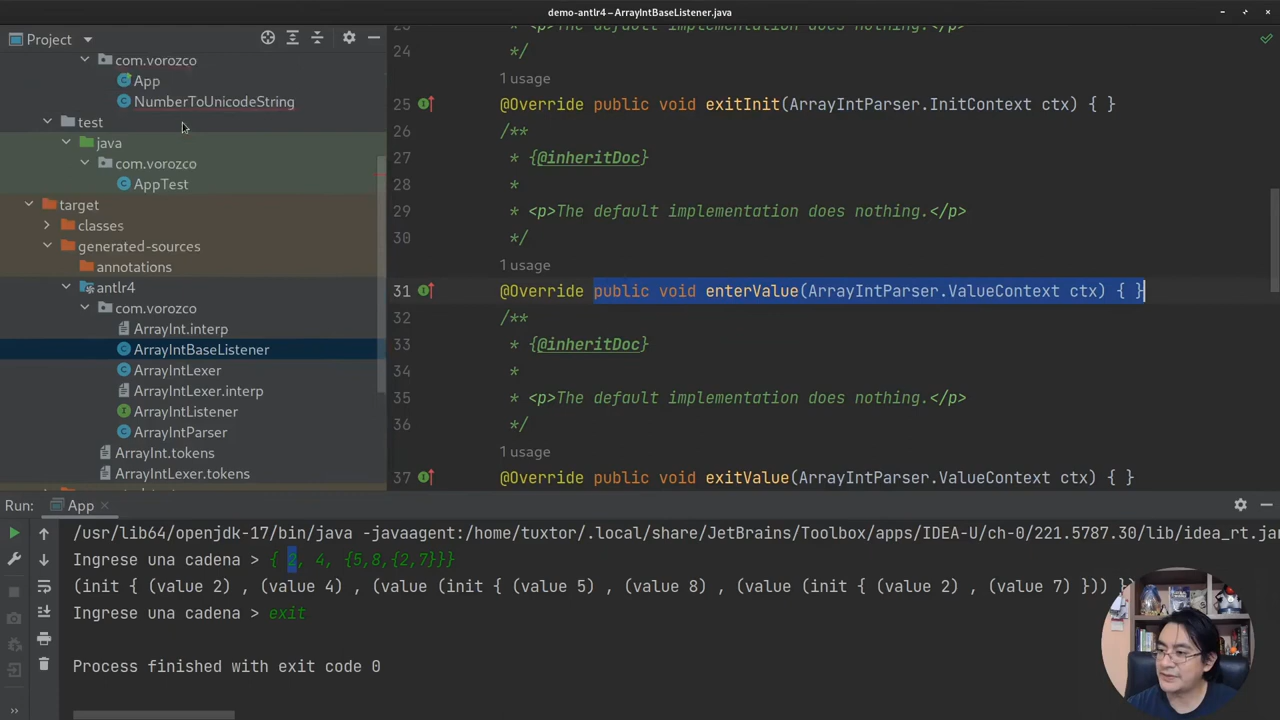 demo-antlr4 – ArrayIntBaseListener.java
Project
com.vorozco
App
NumberToUnicodeString
test
java
com.vorozco
AppTest
target
classes
generated-sources
annotations
antlr4
com.vorozco
ArrayInt.interp
ArrayIntBaseListener
ArrayIntLexer
ArrayIntLexer.interp
ArrayIntListener
ArrayIntParser
ArrayInt.tokens
ArrayIntLexer.tokens
* <p>The default implementation does nothing.</p>
24 */
1 usage
25 @Override public void exitInit(ArrayIntParser.InitContext ctx) { }
26 /**
27 * {@inheritDoc}
28 *
29 * <p>The default implementation does nothing.</p>
30 */
1 usage
31 @Override public void enterValue(ArrayIntParser.ValueContext ctx) { }
32 /**
33 * {@inheritDoc}
34 *
35 * <p>The default implementation does nothing.</p>
36 */
1 usage
37 @Override public void exitValue(ArrayIntParser.ValueContext ctx) { }
Run: App
/usr/lib64/openjdk-17/bin/java -javaagent:/home/tuxtor/.local/share/JetBrains/Toolbox/apps/IDEA-U/ch-0/221.5787.30/lib/idea_rt.jar
Ingrese una cadena > { 2, 4, {5,8,{2,7}}}
(init { (value 2) , (value 4) , (value (init { (value 5) , (value 8) , (value (init { (value 2) , (value 7) })) })) })
Ingrese una cadena > exit
Process finished with exit code 0